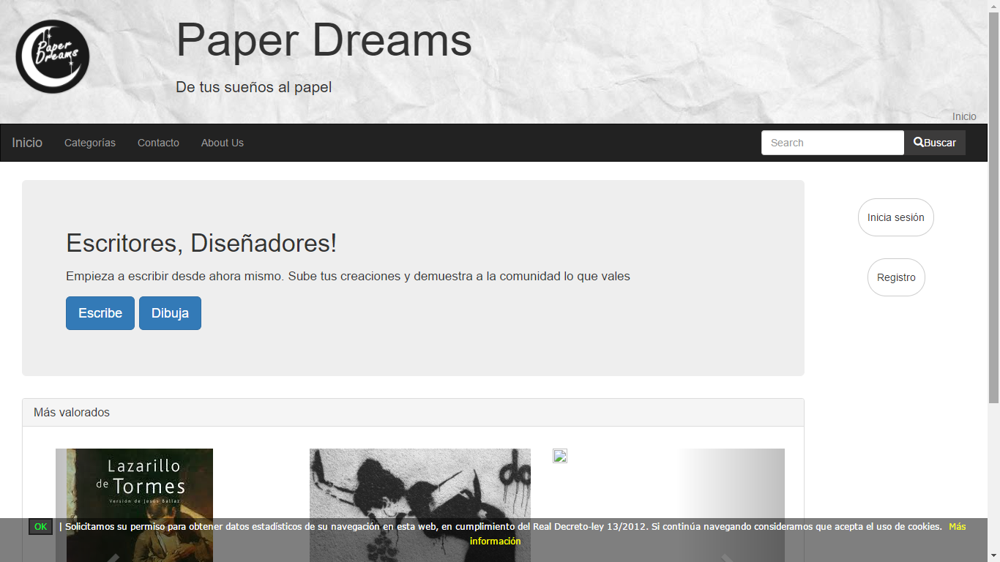 Paper
Dreams
Paper Dreams
De tus sueños al papel
Inicio
Inicio Categorías Contacto About Us Search Buscar
Escritores, Diseñadores!
Empieza a escribir desde ahora mismo. Sube tus creaciones y demuestra a la comunidad lo que vales
Escribe Dibuja
Inicia sesión
Registro
Más valorados
Lazarillo
de Tormes
Versión de Jesús Ballaz
do
OK | Solicitamos su permiso para obtener datos estadísticos de su navegación en esta web, en cumplimiento del Real Decreto-ley 13/2012. Si continúa navegando consideramos que acepta el uso de cookies. Más
información